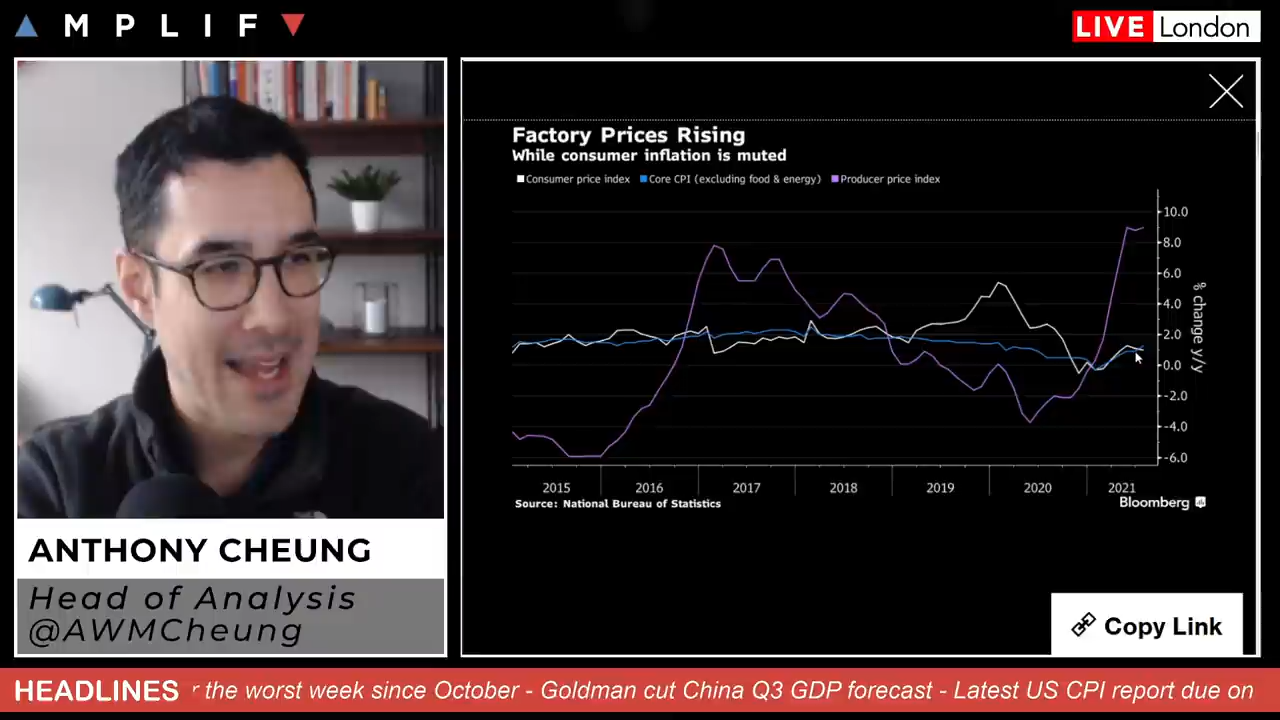 AMPLIFY
LIVE London
Factory Prices Rising
While consumer inflation is muted
Consumer price index Core CPI (excluding food & energy) Producer price index
10.0
8.0
6.0
4.0
2.0
0.0
-2.0
-4.0
-6.0
% change y/y
2015 2016 2017 2018 2019 2020 2021
Source: National Bureau of Statistics
Bloomberg
ANTHONY CHEUNG
Head of Analysis
@AWMCheung
Copy Link
HEADLINES r the worst week since October - Goldman cut China Q3 GDP forecast - Latest US CPI report due on